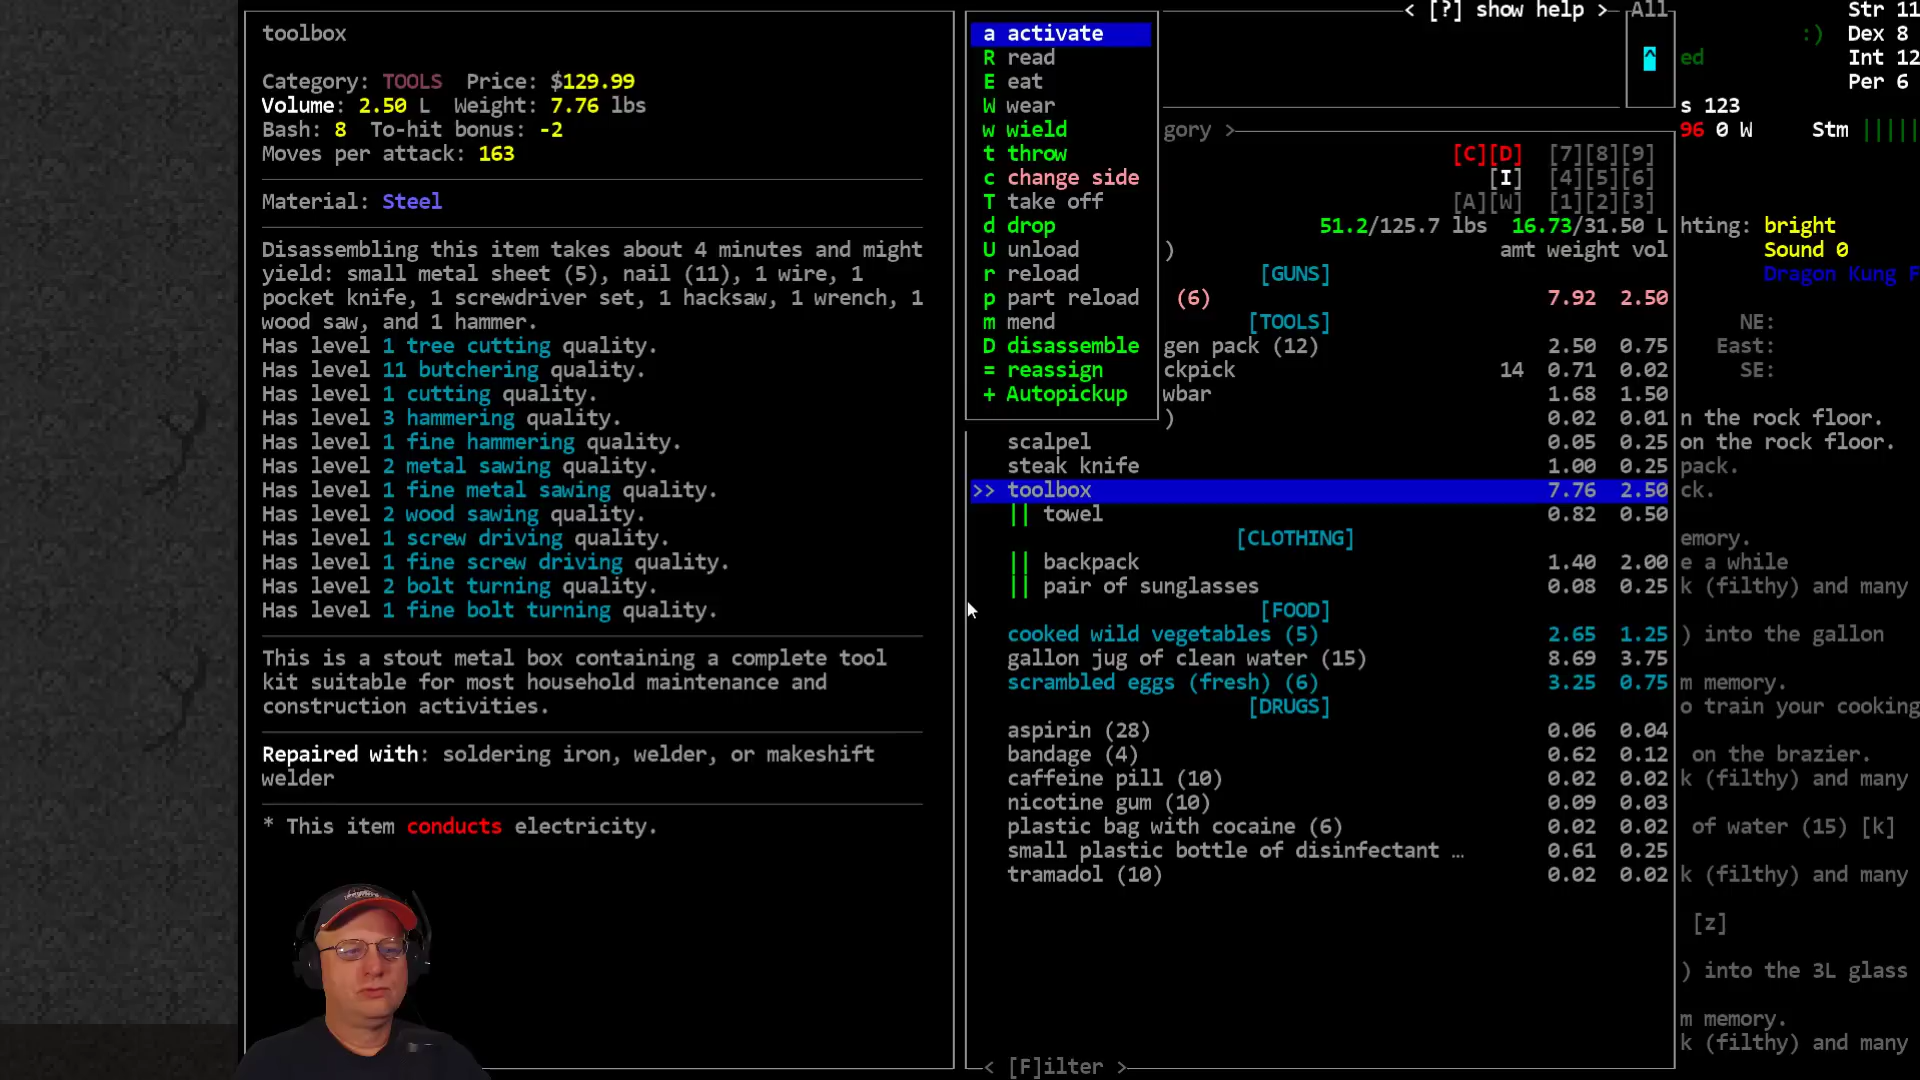 toolbox
Category: TOOLS  Price: $129.99
Volume: 2.50 L  Weight: 7.76 lbs
Bash: 8  To-hit bonus: -2
Moves per attack: 163
Material: Steel
Disassembling this item takes about 4 minutes and might
yield: small metal sheet (5), nail (11), 1 wire, 1
pocket knife, 1 screwdriver set, 1 hacksaw, 1 wrench, 1
wood saw, and 1 hammer.
Has level 1 tree cutting quality.
Has level 11 butchering quality.
Has level 1 cutting quality.
Has level 3 hammering quality.
Has level 1 fine hammering quality.
Has level 2 metal sawing quality.
Has level 1 fine metal sawing quality.
Has level 2 wood sawing quality.
Has level 1 screw driving quality.
Has level 1 fine screw driving quality.
Has level 2 bolt turning quality.
Has level 1 fine bolt turning quality.
This is a stout metal box containing a complete tool
kit suitable for most household maintenance and
construction activities.
Repaired with: soldering iron, welder, or makeshift
welder
* This item conducts electricity.
a activate
R read
E eat
W wear
w wield
t throw
c change side
T take off
d drop
U unload
r reload
p part reload
m mend
D disassemble
= reassign
+ Autopickup
< [?] show help >
All
^
gory >
[C][D] [7][8][9]
[I] [4][5][6]
[A][W] [1][2][3]
51.2/125.7 lbs 16.73/31.50 L
) amt weight vol
[GUNS]
(6) 7.92 2.50
[TOOLS]
gen pack (12) 2.50 0.75
ckpick 14 0.71 0.02
wbar 1.68 1.50
) 0.02 0.01
scalpel 0.05 0.25
steak knife 1.00 0.25
>> toolbox 7.76 2.50
|| towel 0.82 0.50
[CLOTHING]
|| backpack 1.40 2.00
|| pair of sunglasses 0.08 0.25
[FOOD]
cooked wild vegetables (5) 2.65 1.25
gallon jug of clean water (15) 8.69 3.75
scrambled eggs (fresh) (6) 3.25 0.75
[DRUGS]
aspirin (28) 0.06 0.04
bandage (4) 0.62 0.12
caffeine pill (10) 0.02 0.02
nicotine gum (10) 0.09 0.03
plastic bag with cocaine (6) 0.02 0.02
small plastic bottle of disinfectant … 0.61 0.25
tramadol (10) 0.02 0.02
< [F]ilter >
Str 11
:) Dex 8
ed Int 12
Per 6
s 123
96 0 W Stm |||||
hting: bright
Sound 0
Dragon Kung F
NE:
East:
SE:
n the rock floor.
on the rock floor.
pack.
ck.
emory.
e a while
k (filthy) and many
) into the gallon
m memory.
o train your cooking
on the brazier.
k (filthy) and many
of water (15) [k]
k (filthy) and many
[z]
) into the 3L glass
m memory.
k (filthy) and many